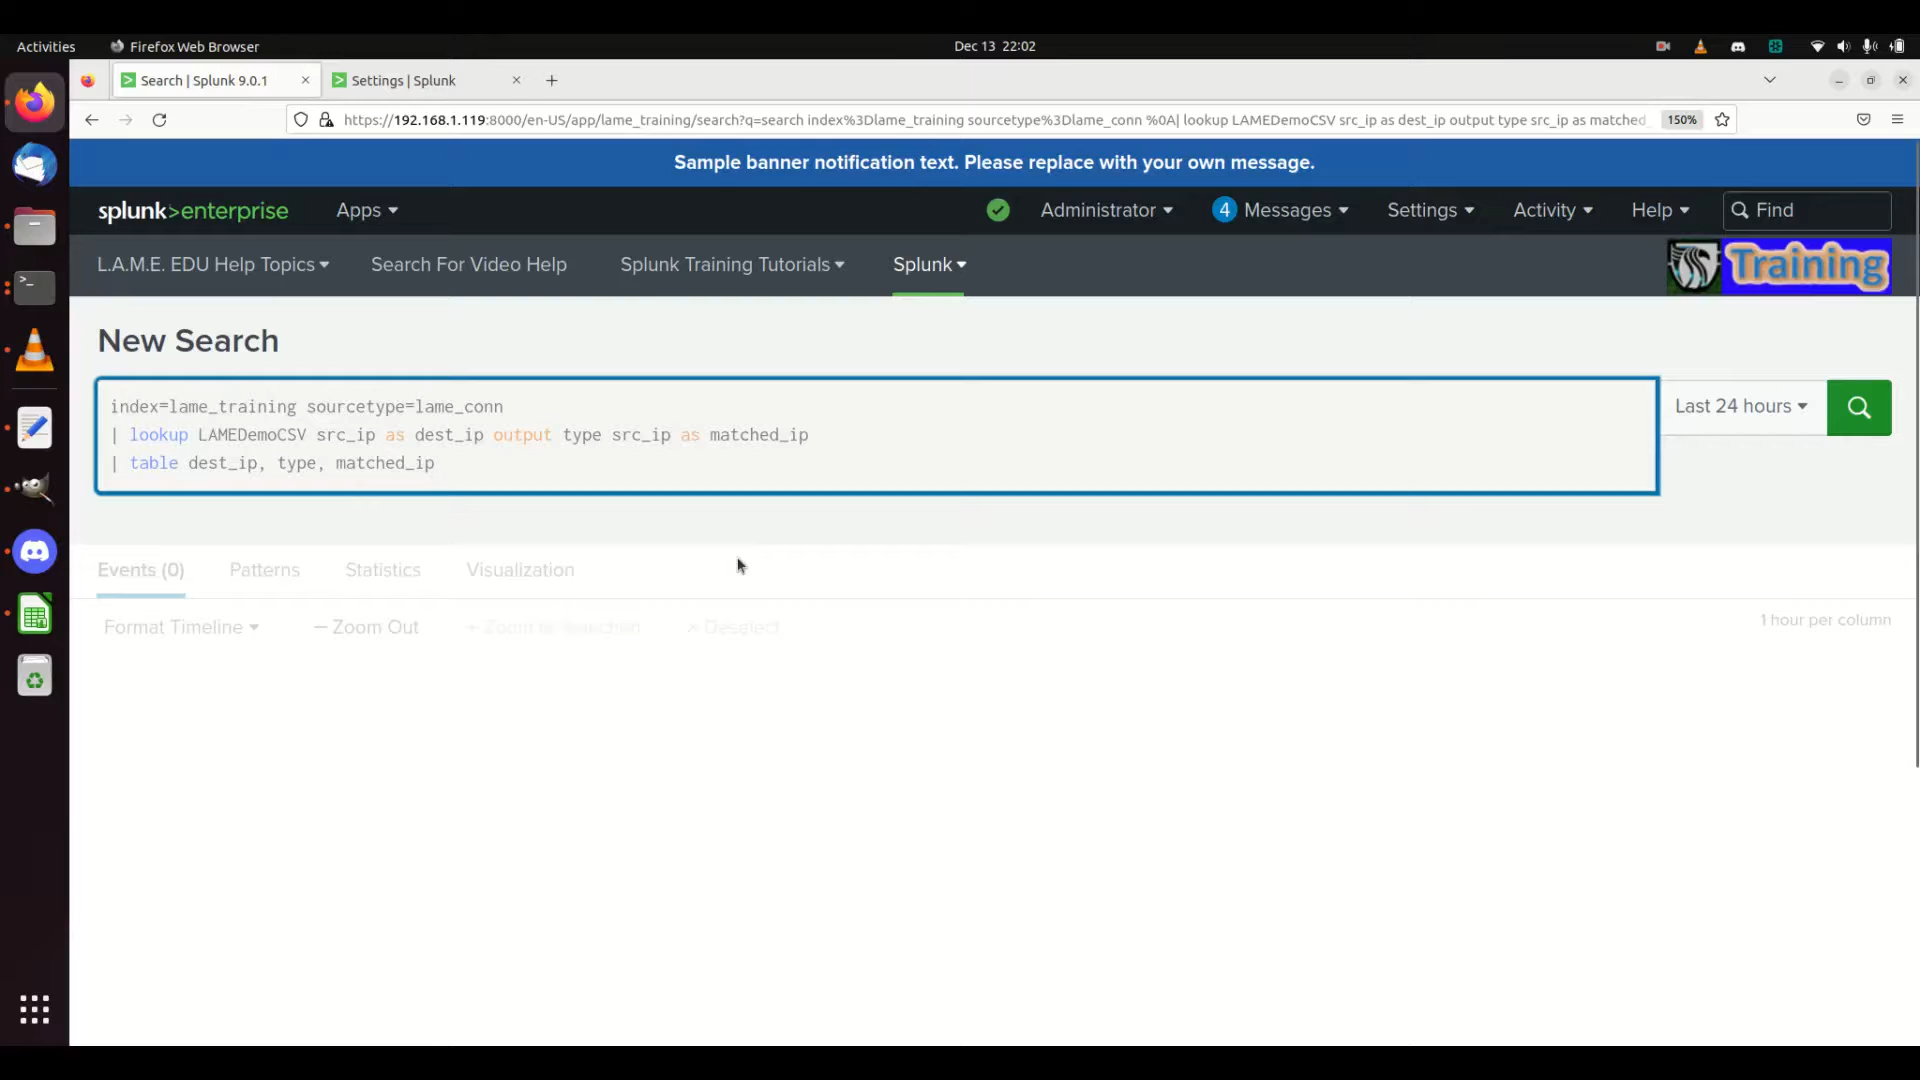 Activities Firefox Web Browser Dec 13 22:02
Search | Splunk 9.0.1 Settings | Splunk
https://192.168.1.119:8000/en-US/app/lame_training/search?q=search index%3Dlame_training sourcetype%3Dlame_conn %0A| lookup LAMEDemoCSV src_ip as dest_ip output type src_ip as matched_ 150%
Sample banner notification text. Please replace with your own message.
splunk>enterprise Apps Administrator 4 Messages Settings Activity Help Find
L.A.M.E. EDU Help Topics Search For Video Help Splunk Training Tutorials Splunk Training
New Search
index=lame_training sourcetype=lame_conn
| lookup LAMEDemoCSV src_ip as dest_ip output type src_ip as matched_ip
| table dest_ip, type, matched_ip
Last 24 hours
Events (0) Patterns Statistics Visualization
Format Timeline — Zoom Out + Zoom to Selection × Deselect 1 hour per column